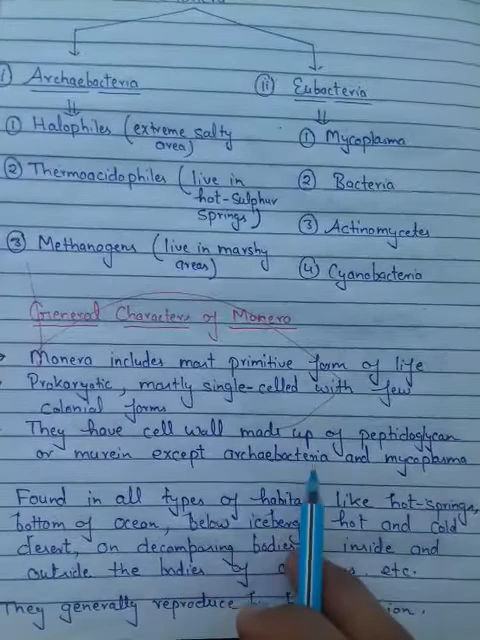 i) Archaebacteria
(ii) Eubacteria
① Halophiles (extreme salty area)
② Thermoacidophiles (live in hot-sulphur springs)
③ Methanogens (live in marshy areas)
① Mycoplasma
② Bacteria
③ Actinomycetes
④ Cyanobacteria
General Characters of Monera
Monera includes most primitive form of life
Prokaryotic, mostly single-celled with few
colonial forms
They have cell wall made up of peptidoglycan
or murein except archaebacteria and mycoplasma
Found in all types of habita like hot-springs,
bottom of ocean, below iceberg hot and cold
desert, on decomposing bodies inside and
outside the bodies of etc.
They generally reproduce